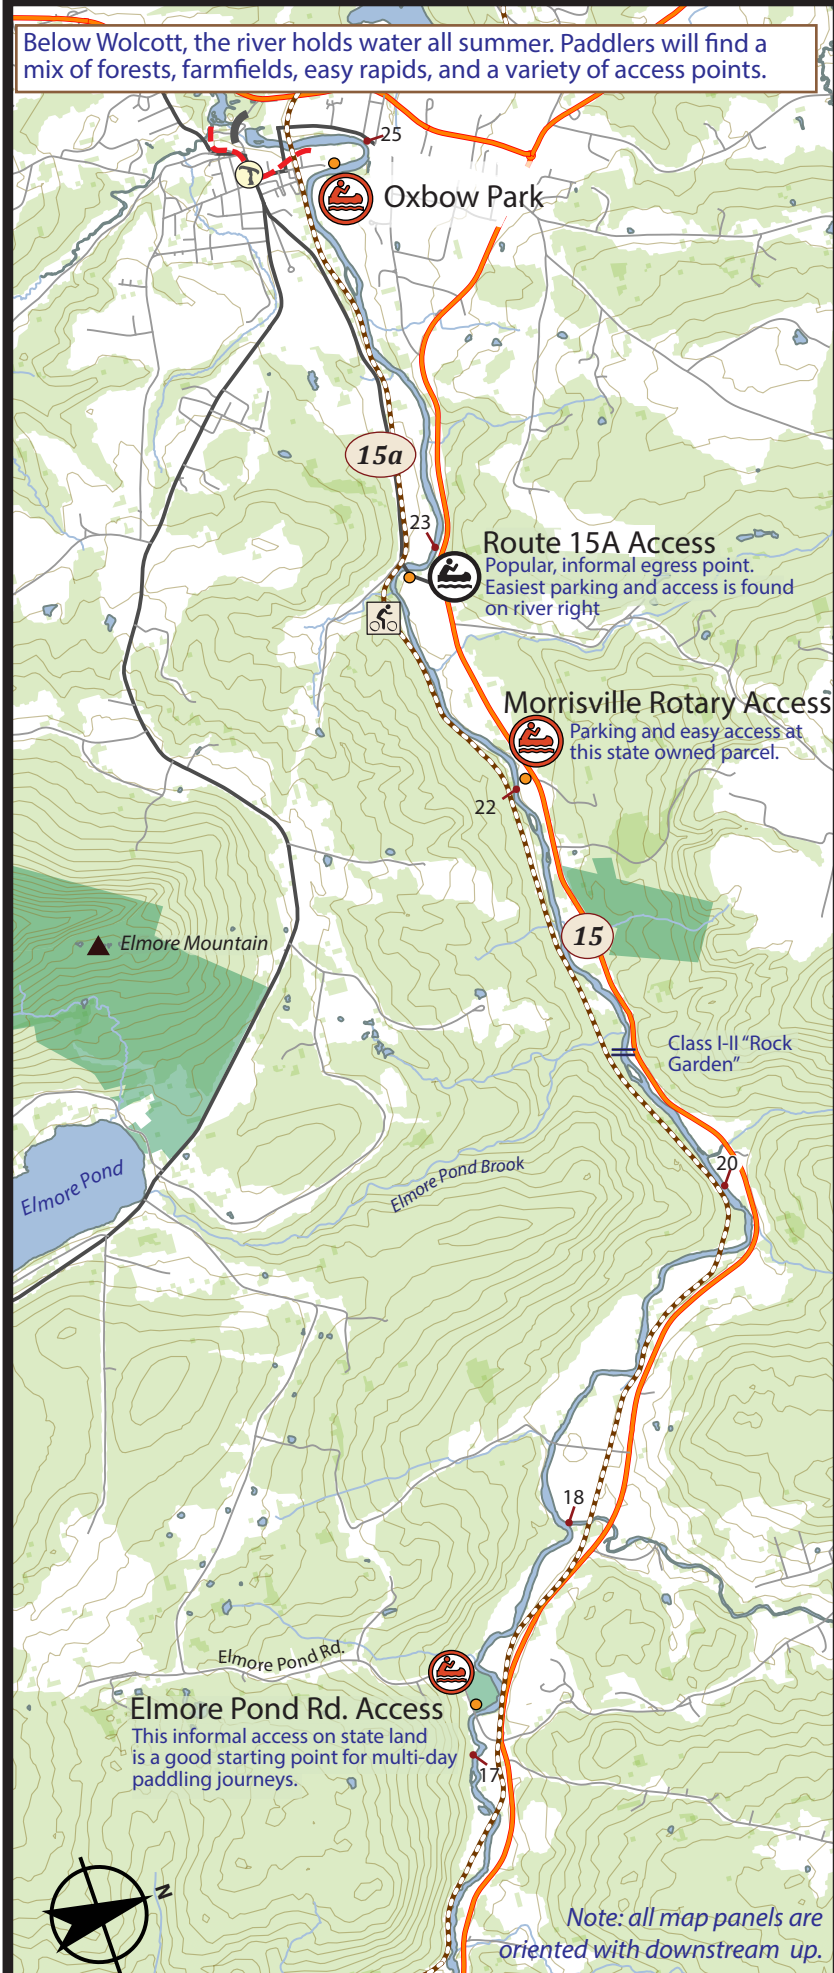 Below Wolcott, the river holds water all summer. Paddlers will find a
mix of forests, farmfields, easy rapids, and a variety of access points.
25
Oxbow Park
15a
23
Route 15A Access
Popular, informal egress point.
Easiest parking and access is found
on river right
Morrisville Rotary Access
Parking and easy access at
this state owned parcel.
22
15
Elmore Mountain
Class I-II “Rock
Garden”
20
Elmore Pond
Elmore Pond Brook
18
Elmore Pond Rd.
Elmore Pond Rd. Access
This informal access on state land
is a good starting point for multi-day
paddling journeys.
17
N
Note: all map panels are
oriented with downstream up.